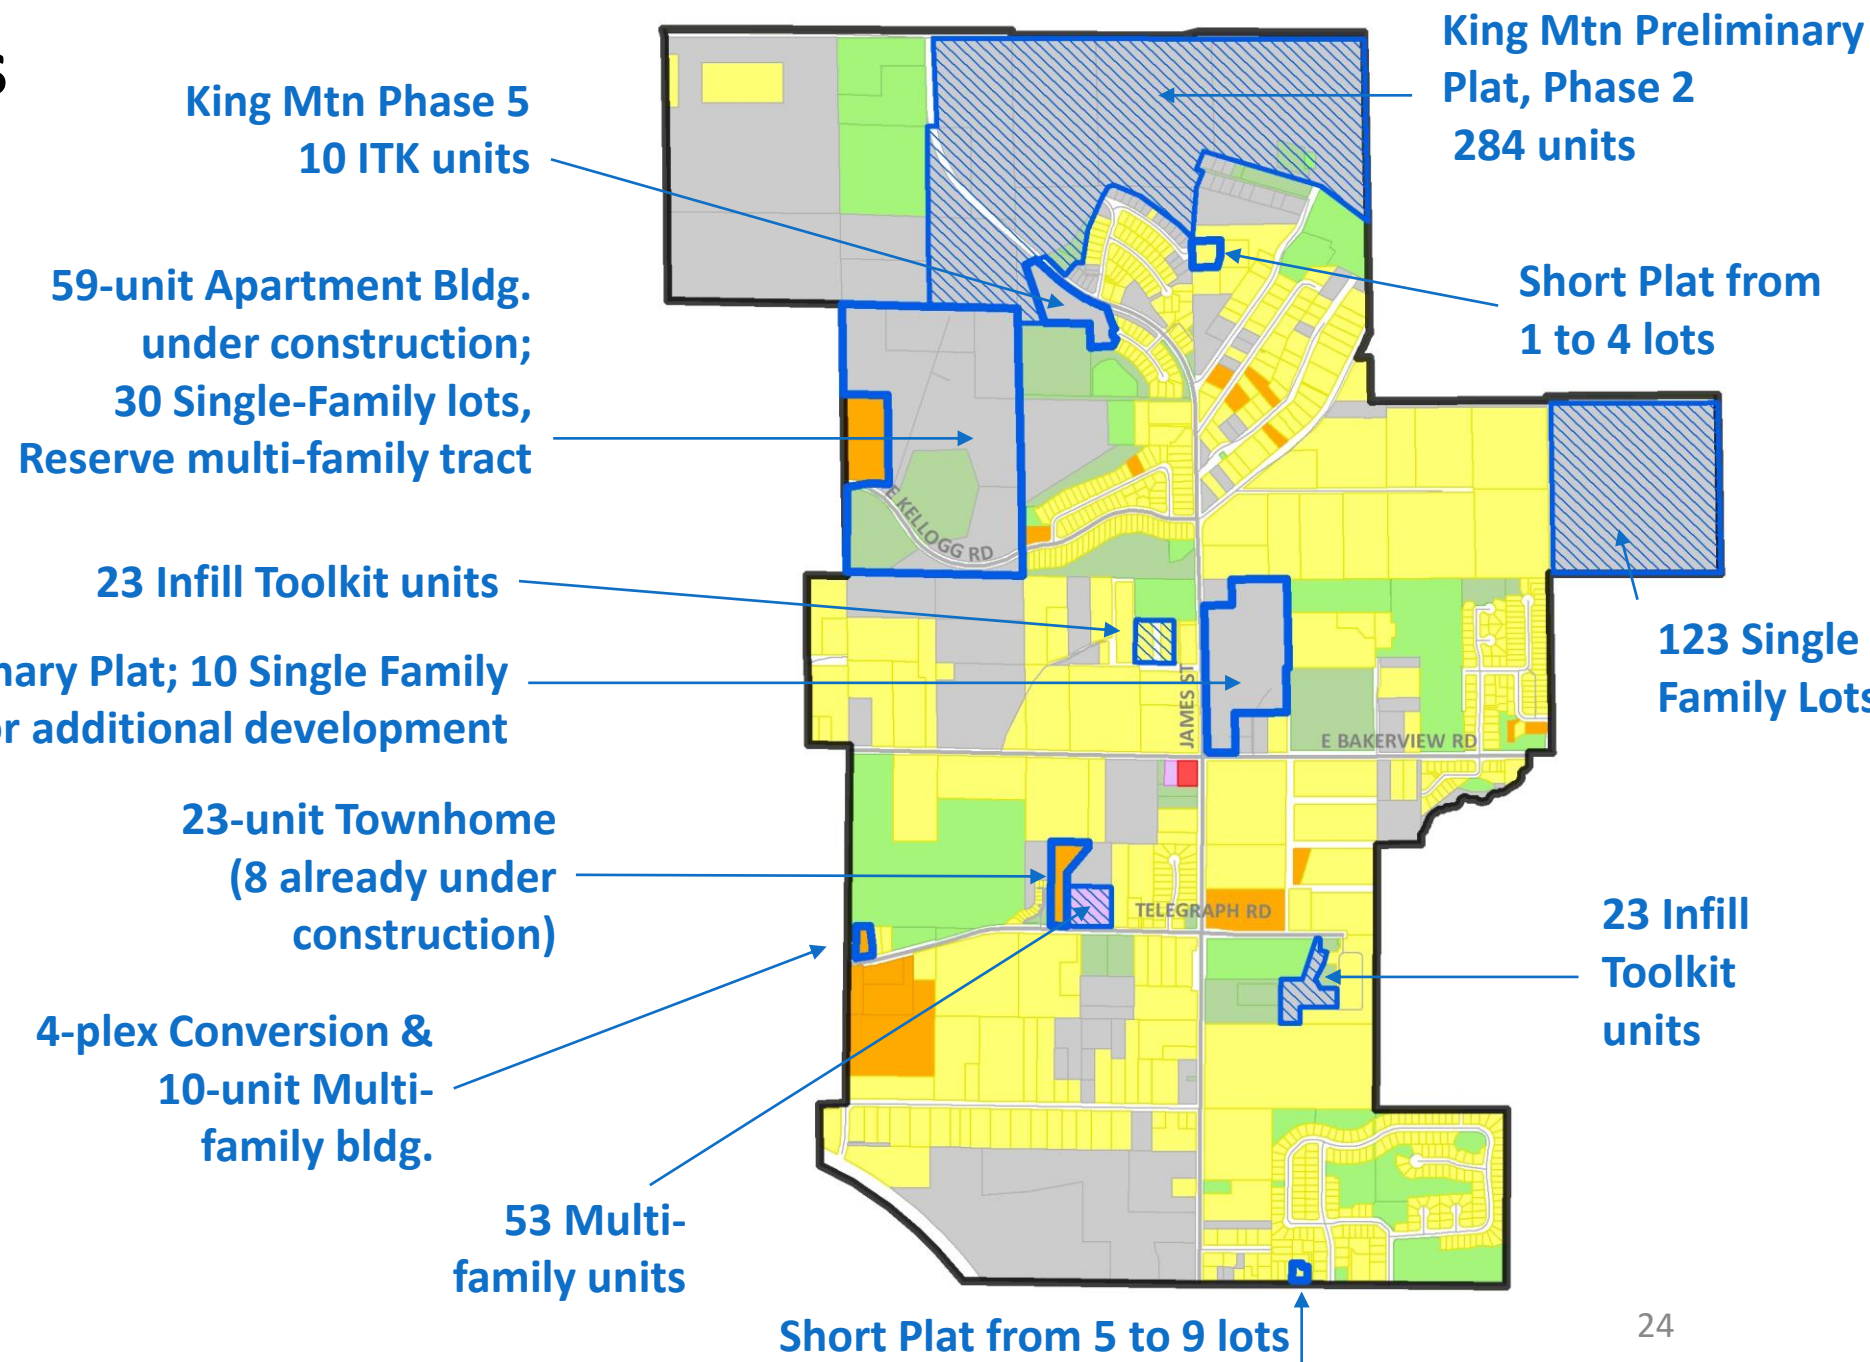 King Mtn Preliminary
Plat, Phase 2
284 units
King Mtn Phase 5
10 ITK units
59-unit Apartment Bldg.
under construction;
30 Single-Family lots,
Reserve multi-family tract
Short Plat from
1 to 4 lots
E KELLOGG RD
23 Infill Toolkit units
Plat; 10 Single Family
additional development
JAMES ST
E BAKERVIEW RD
123 Single
Family Lots
23-unit Townhome
(8 already under
construction)
TELEGRAPH RD
23 Infill
Toolkit
units
4-plex Conversion &
10-unit Multi-
family bldg.
53 Multi-
family units
Short Plat from 5 to 9 lots
24